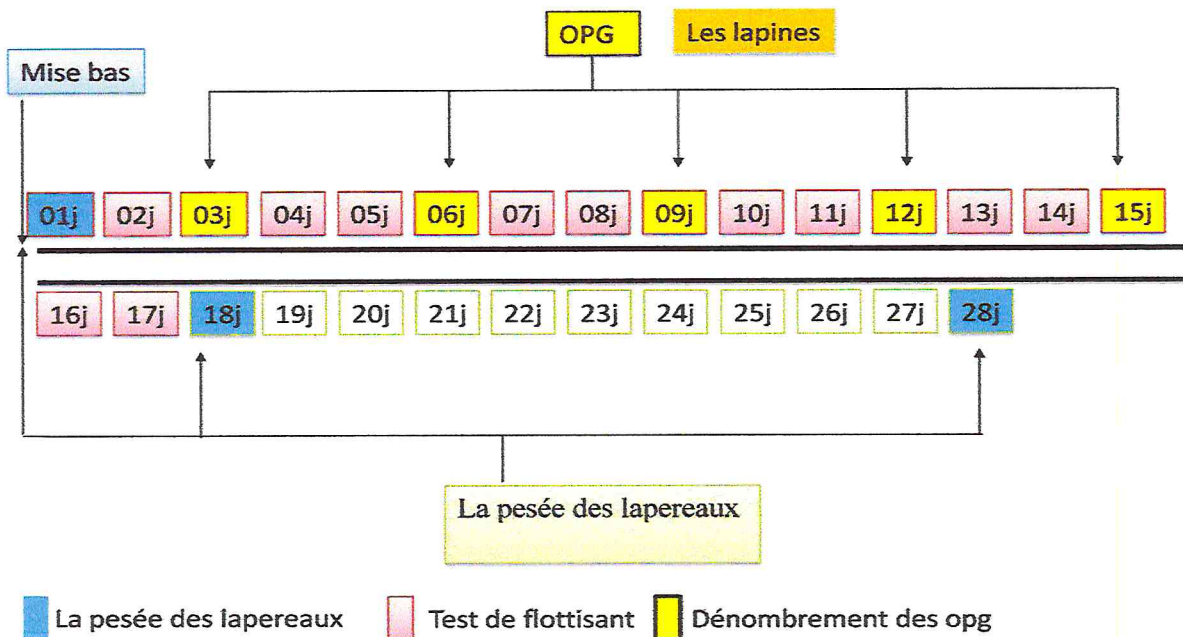 OPG
Les lapines
Mise bas
01j 02j 03j 04j 05j 06j 07j 08j 09j 10j 11j 12j 13j 14j 15j
16j 17j 18j 19j 20j 21j 22j 23j 24j 25j 26j 27j 28j
La pesée des lapereaux
La pesée des lapereaux Test de flottisant Dénombrement des opg